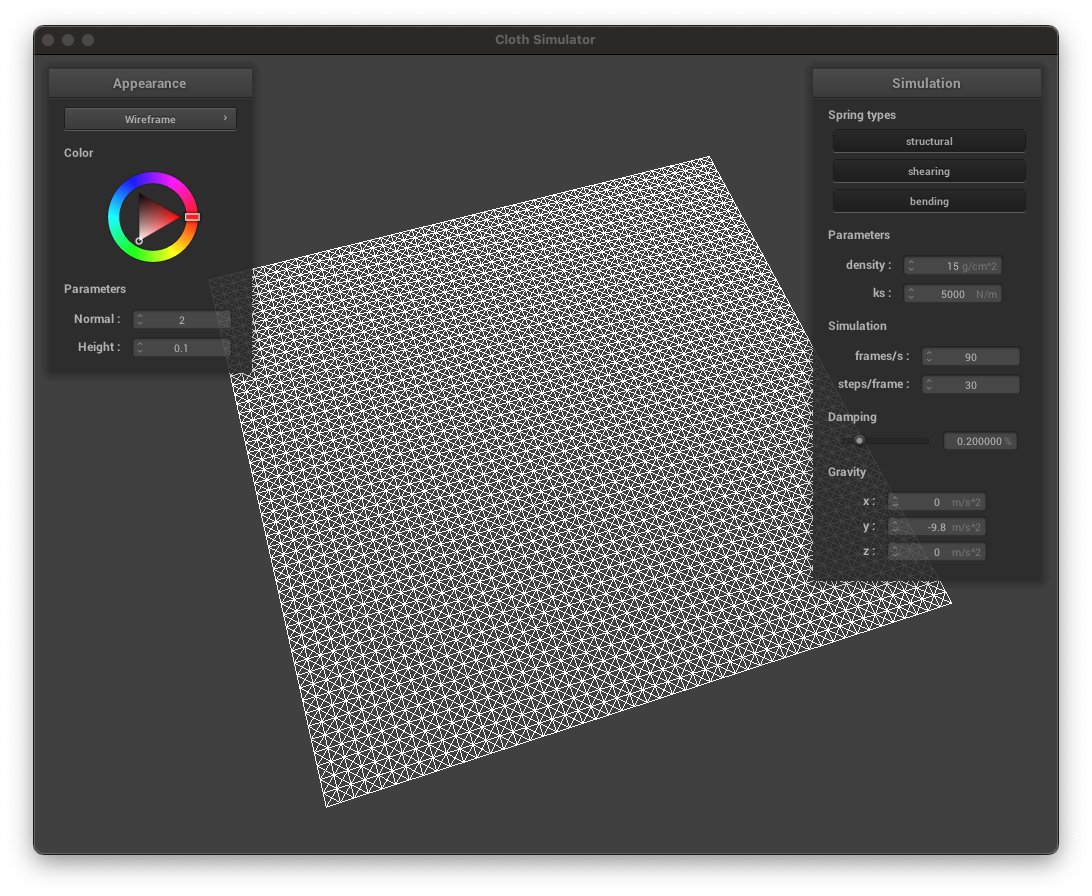 Cloth Simulator
Appearance
Wireframe ›
Color
Parameters
Normal : 2
Height : 0.1
Simulation
Spring types
structural
shearing
bending
Parameters
density : 15 g/cm^2
ks : 5000 N/m
Simulation
frames/s : 90
steps/frame : 30
Damping
0.200000 %
Gravity
x : 0 m/s^2
y : -9.8 m/s^2
z : 0 m/s^2